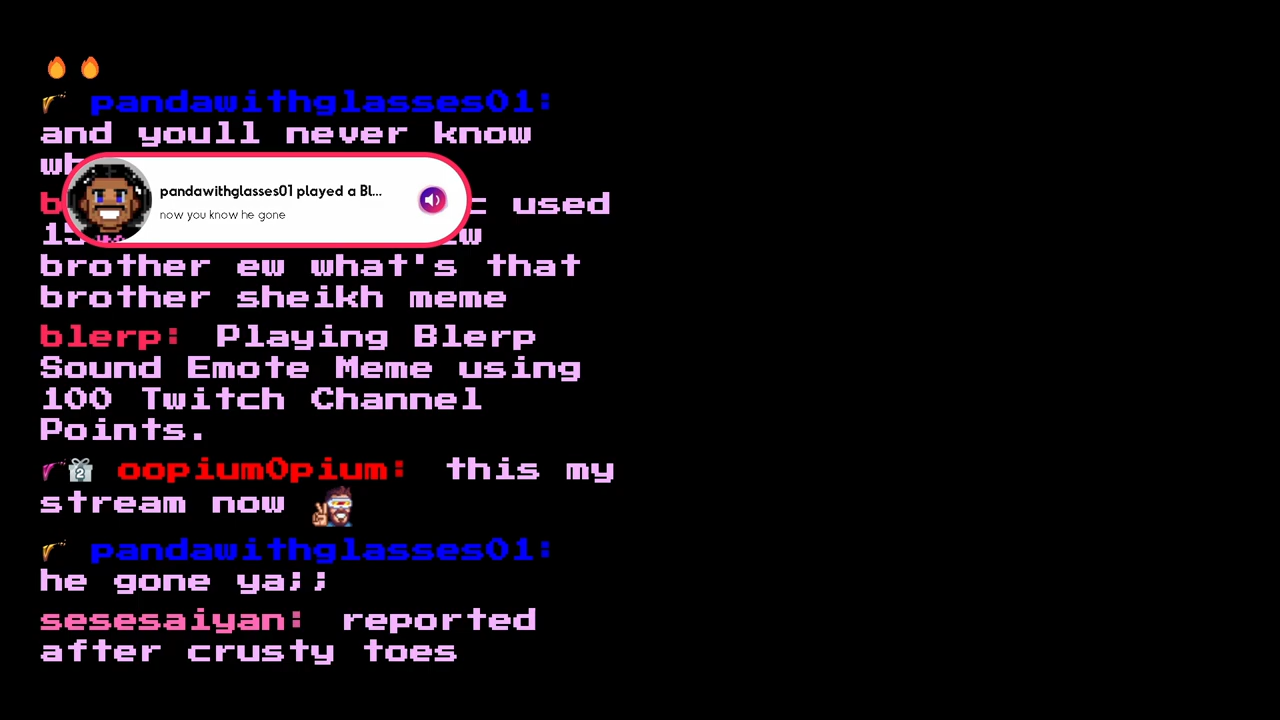 pandawithglasses01:
and youll never know
pandawithglasses01 played a Bl...
now you know he gone
used
brother ew what's that
brother sheikh meme
blerp: Playing Blerp
Sound Emote Meme using
100 Twitch Channel
Points.
2 oopium0pium: this my
stream now
pandawithglasses01:
he gone ya;;
sesesaiyan: reported
after crusty toes